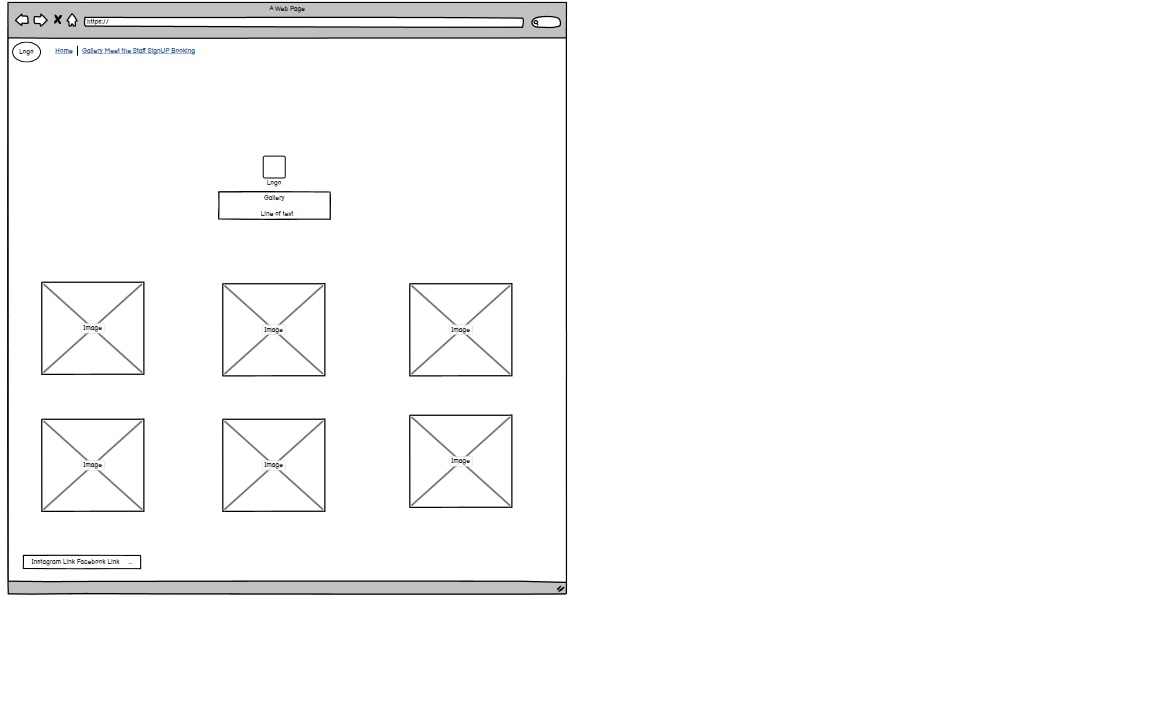 A Web Page
https://
Logo
Home | Gallery Meet the Staff SignUP Booking
Logo
Gallery
Line of text
Image
Image
Image
Image
Image
Image
Instagram Link Facebook Link ...